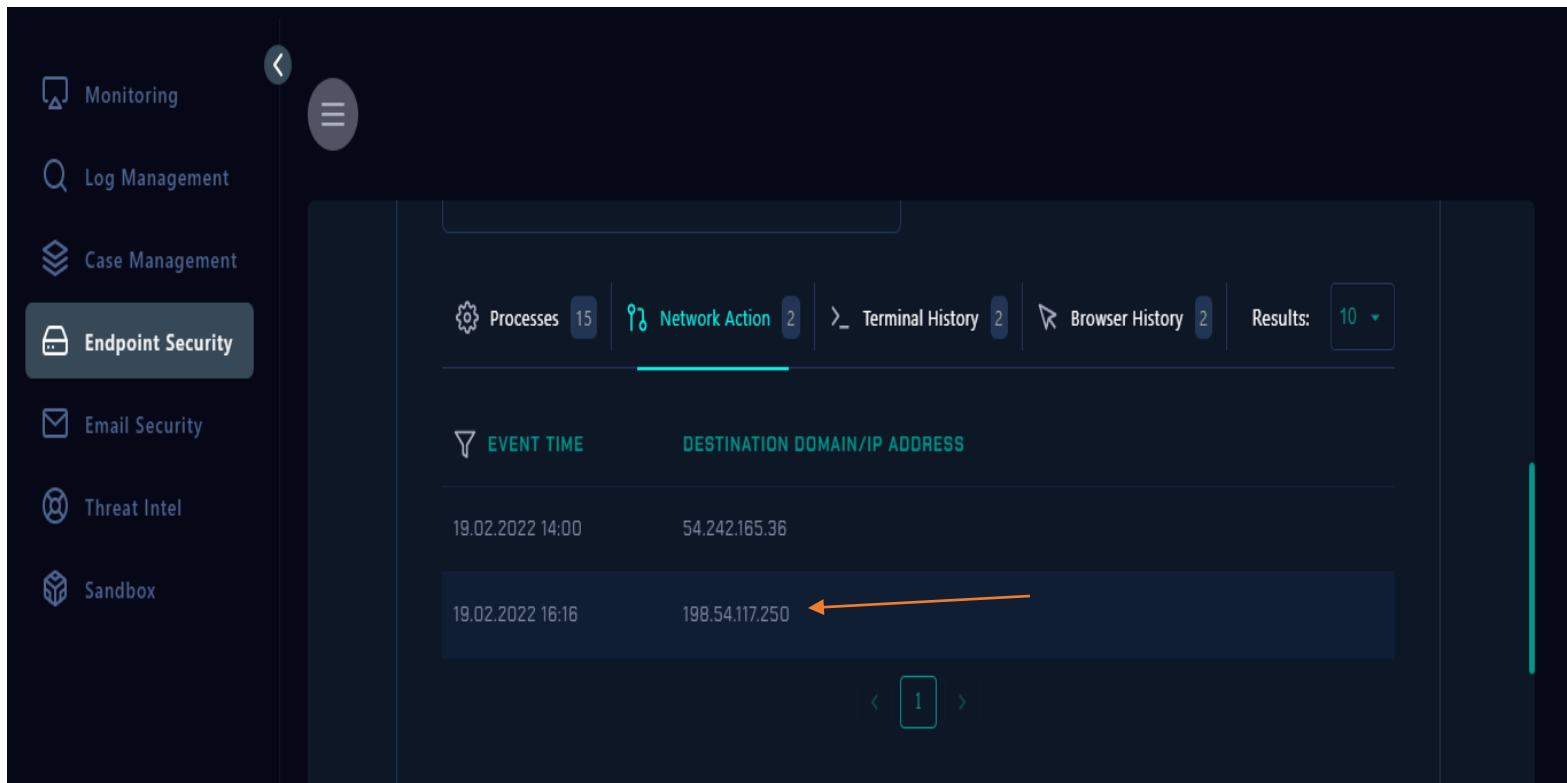 Monitoring
Log Management
Case Management
Endpoint Security
Email Security
Threat Intel
Sandbox
Processes 15 Network Action 2 Terminal History 2 Browser History 2 Results: 10
EVENT TIME DESTINATION DOMAIN/IP ADDRESS
19.02.2022 14:00 54.242.165.36
19.02.2022 16:16 198.54.117.250
1